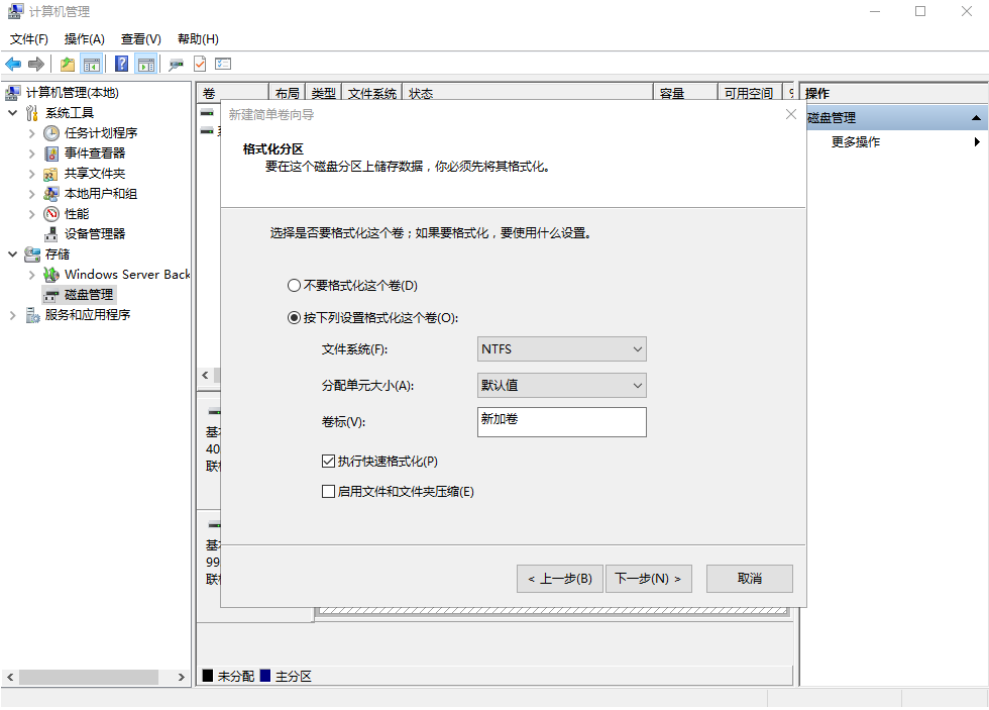 计算机管理
文件(F) 操作(A) 查看(V) 帮助(H)
计算机管理(本地)
系统工具
任务计划程序
事件查看器
共享文件夹
本地用户和组
性能
设备管理器
存储
Windows Server Back
磁盘管理
服务和应用程序
卷 布局 类型 文件系统 状态 容量 可用空间 %
新建简单卷向导
格式化分区
要在这个磁盘分区上储存数据，你必须先将其格式化。
选择是否要格式化这个卷；如果要格式化，要使用什么设置。
不要格式化这个卷(D)
按下列设置格式化这个卷(O):
文件系统(F): NTFS
分配单元大小(A): 默认值
卷标(V): 新加卷
执行快速格式化(P)
启用文件和文件夹压缩(E)
< 上一步(B) 下一步(N) > 取消
基
40
联
基
99
联
未分配 主分区
操作
磁盘管理
更多操作